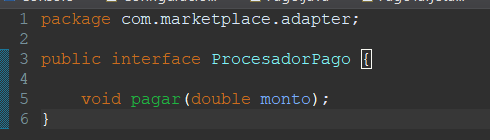 1 package com.marketplace.adapter;
2
3 public interface ProcesadorPago {
4
5 void pagar(double monto);
6 }